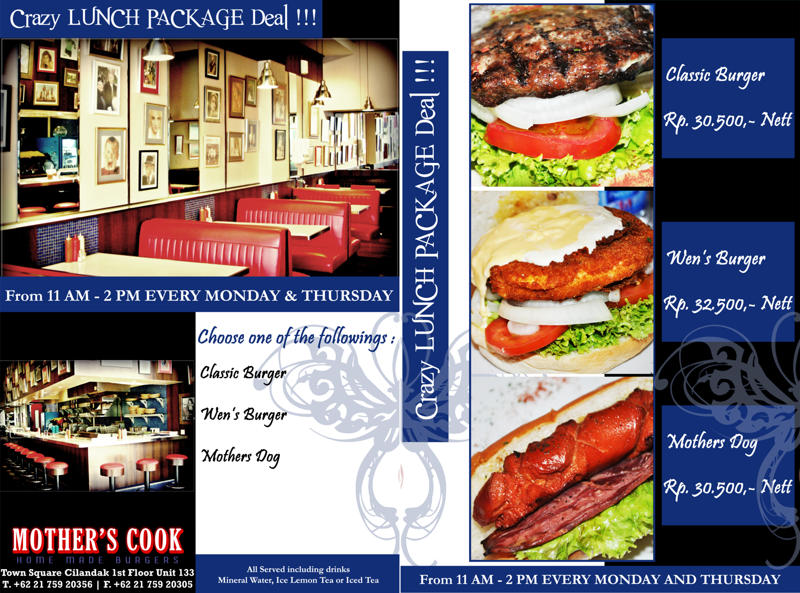 Crazy LUNCH PACKAGE Deal !!!
From 11 AM - 2 PM EVERY MONDAY & THURSDAY
Choose one of the followings :
Classic Burger
Wen's Burger
Mothers Dog
MOTHER'S COOK
HOME MADE BURGERS
Town Square Cilandak 1st Floor Unit 133
T. +62 21 759 20356 | F. +62 21 759 20305
All Served including drinks
Mineral Water, Ice Lemon Tea or Iced Tea
Crazy LUNCH PACKAGE Deal !!!
Classic Burger
Rp. 30.500,- Nett
Wen's Burger
Rp. 32.500,- Nett
Mothers Dog
Rp. 30.500,- Nett
From 11 AM - 2 PM EVERY MONDAY AND THURSDAY